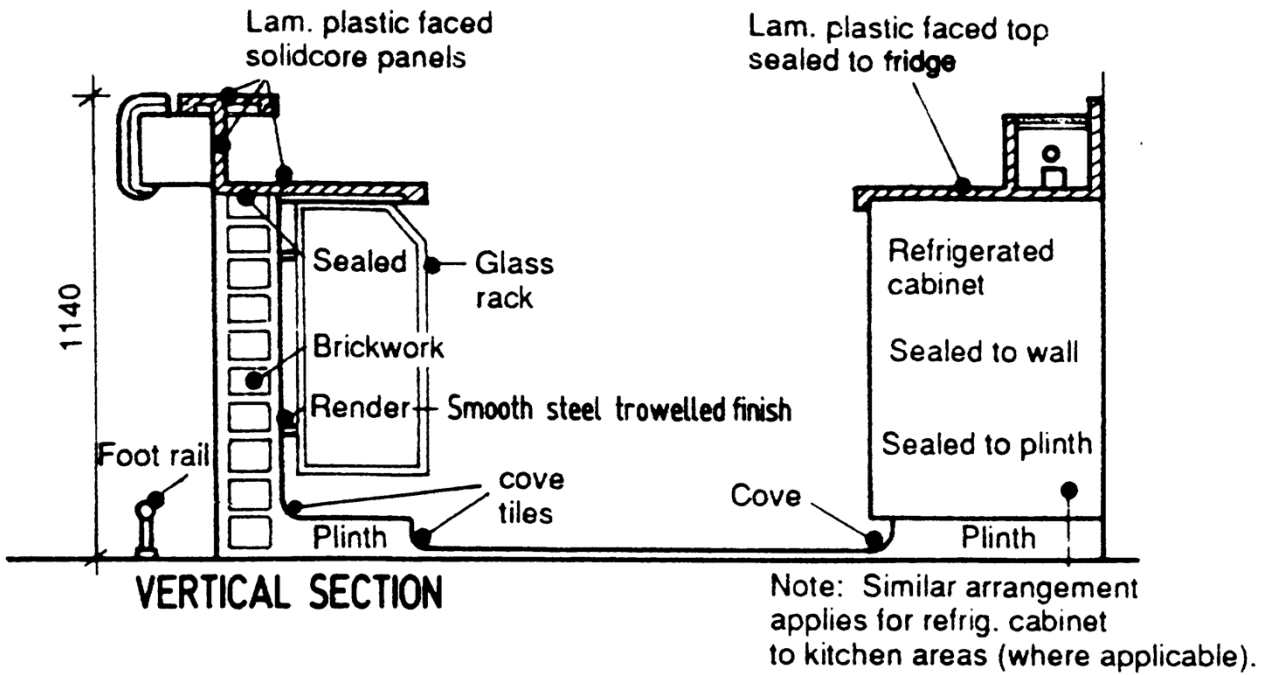 Lam. plastic faced
solidcore panels
Lam. plastic faced top
sealed to fridge
1140
Sealed
Glass
rack
Brickwork
Render
Smooth steel trowelled finish
Foot rail
cove
tiles
Plinth
Refrigerated
cabinet
Sealed to wall
Sealed to plinth
Cove
Plinth
VERTICAL SECTION
Note: Similar arrangement
applies for refrig. cabinet
to kitchen areas (where applicable).